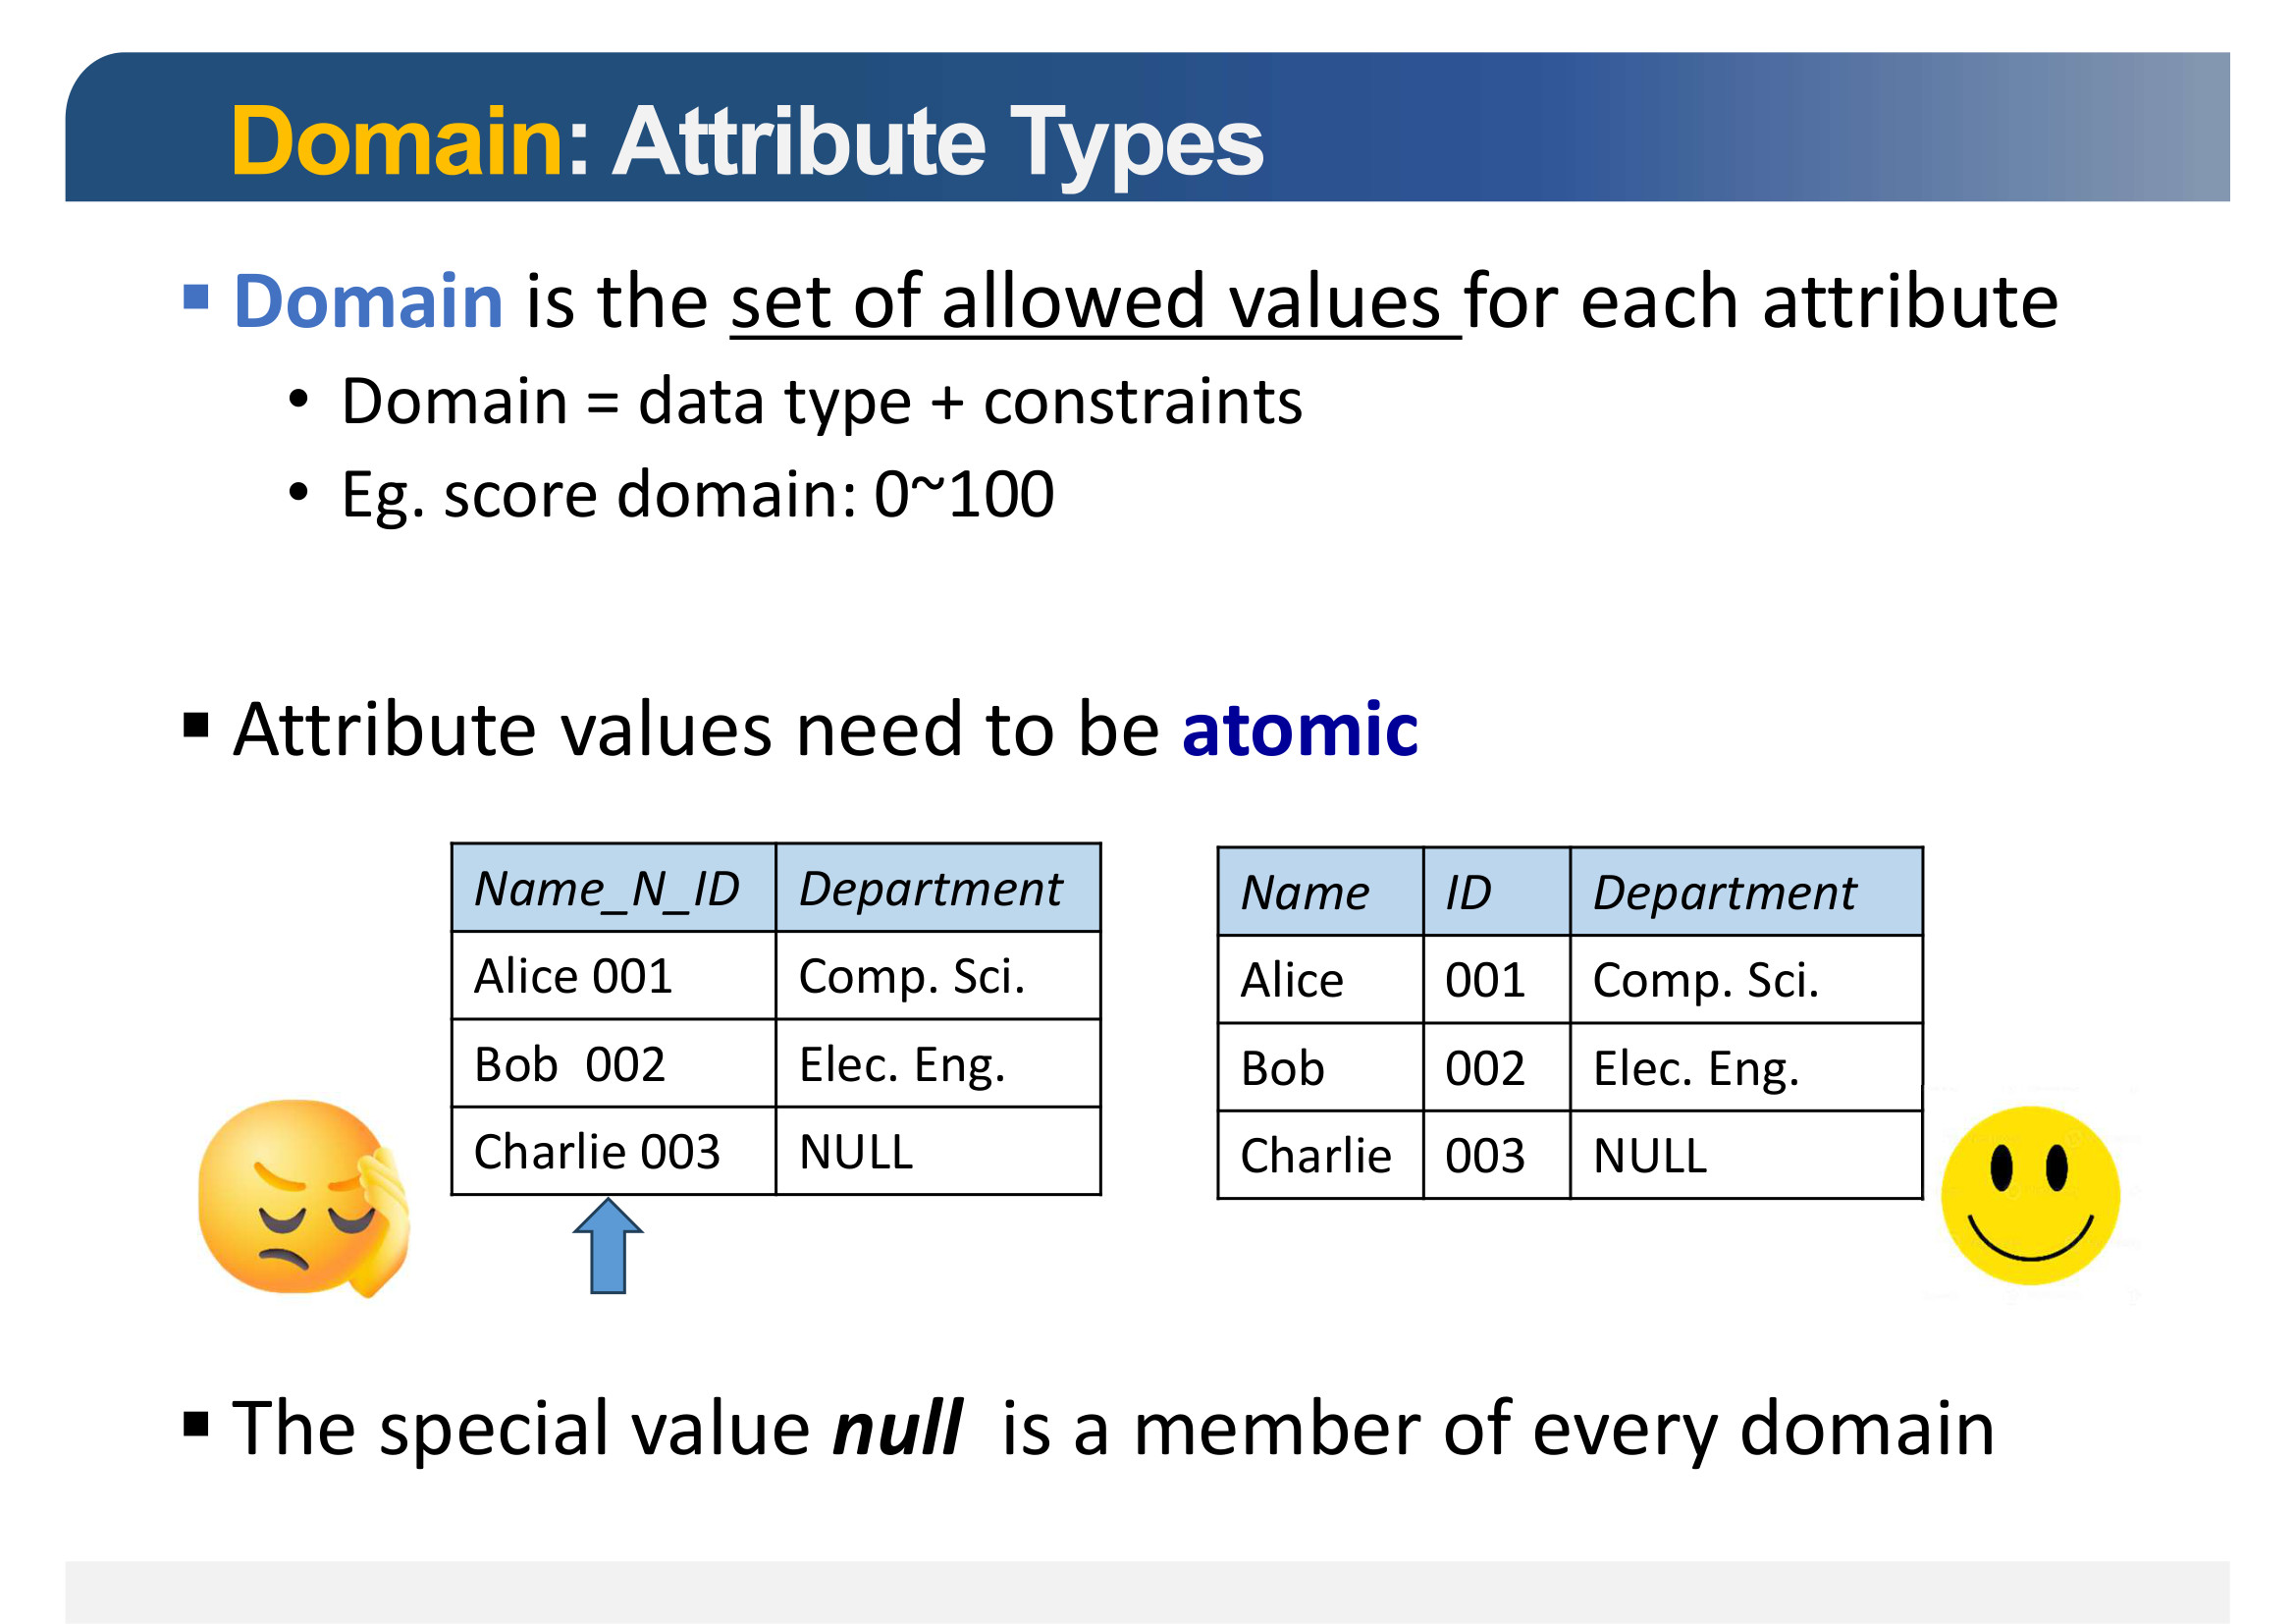 Domain: Attribute Types
▪ Domain is the set of allowed values for each attribute
• Domain = data type + constraints
• Eg. score domain: 0~100
▪ Attribute values need to be atomic
Name_N_ID Department
Alice 001 Comp. Sci.
Bob  002 Elec. Eng.
Charlie 003 NULL
Name ID Department
Alice 001 Comp. Sci.
Bob 002 Elec. Eng.
Charlie 003 NULL
▪ The special value null  is a member of every domain